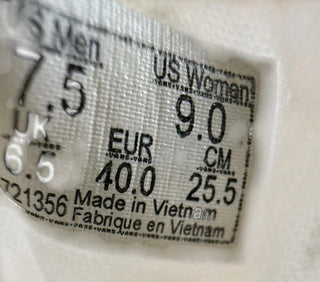 S Men US Women
7.5 9.0
UK EUR CM
6.5 40.0 25.5
721356 Made in Vietnam
Fabrique en Vietnam